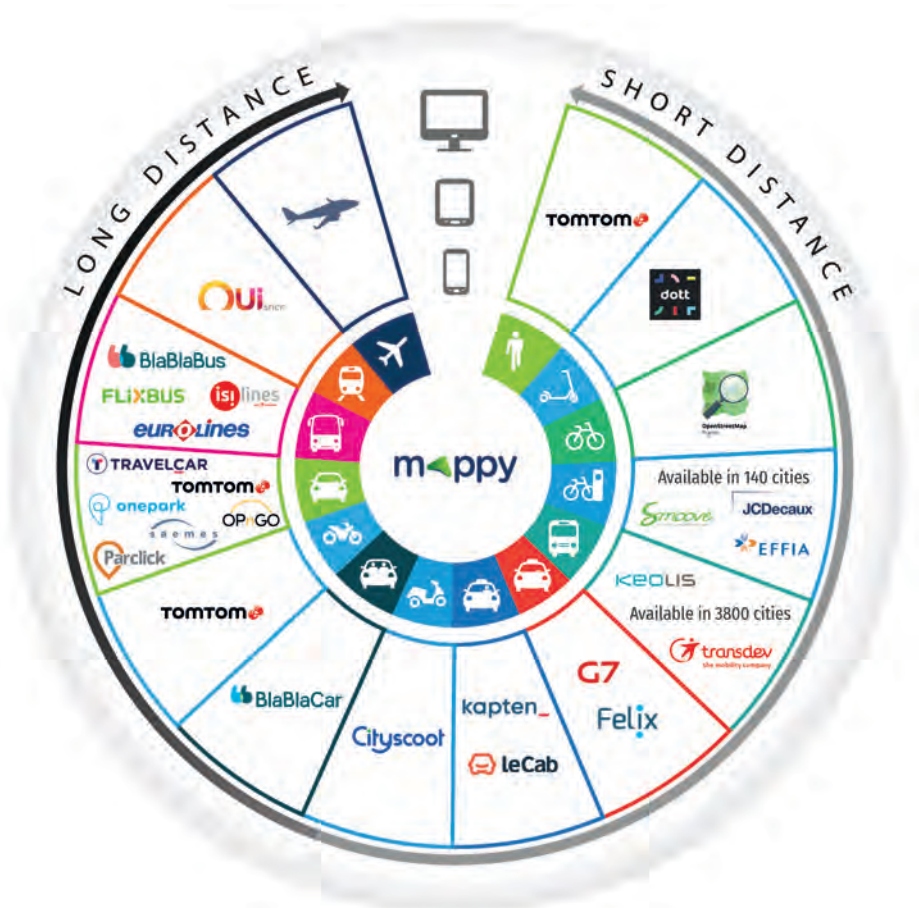 LONG DISTANCE
SHORT DISTANCE
TOMTOM
dott
OpenStreetMap
Available in 140 cities
Smoove
JCDecaux
EFFIA
KEOLIS
Available in 3800 cities
transdev
the mobility company
G7
Felix
kapten_
leCab
Cityscoot
BlaBlaCar
TOMTOM
TRAVELCAR
TOMTOM
onepark
OPnGO
saemes
Parclick
BlaBlaBus
FLiXBUS
isilines
euroLines
OUi
mappy